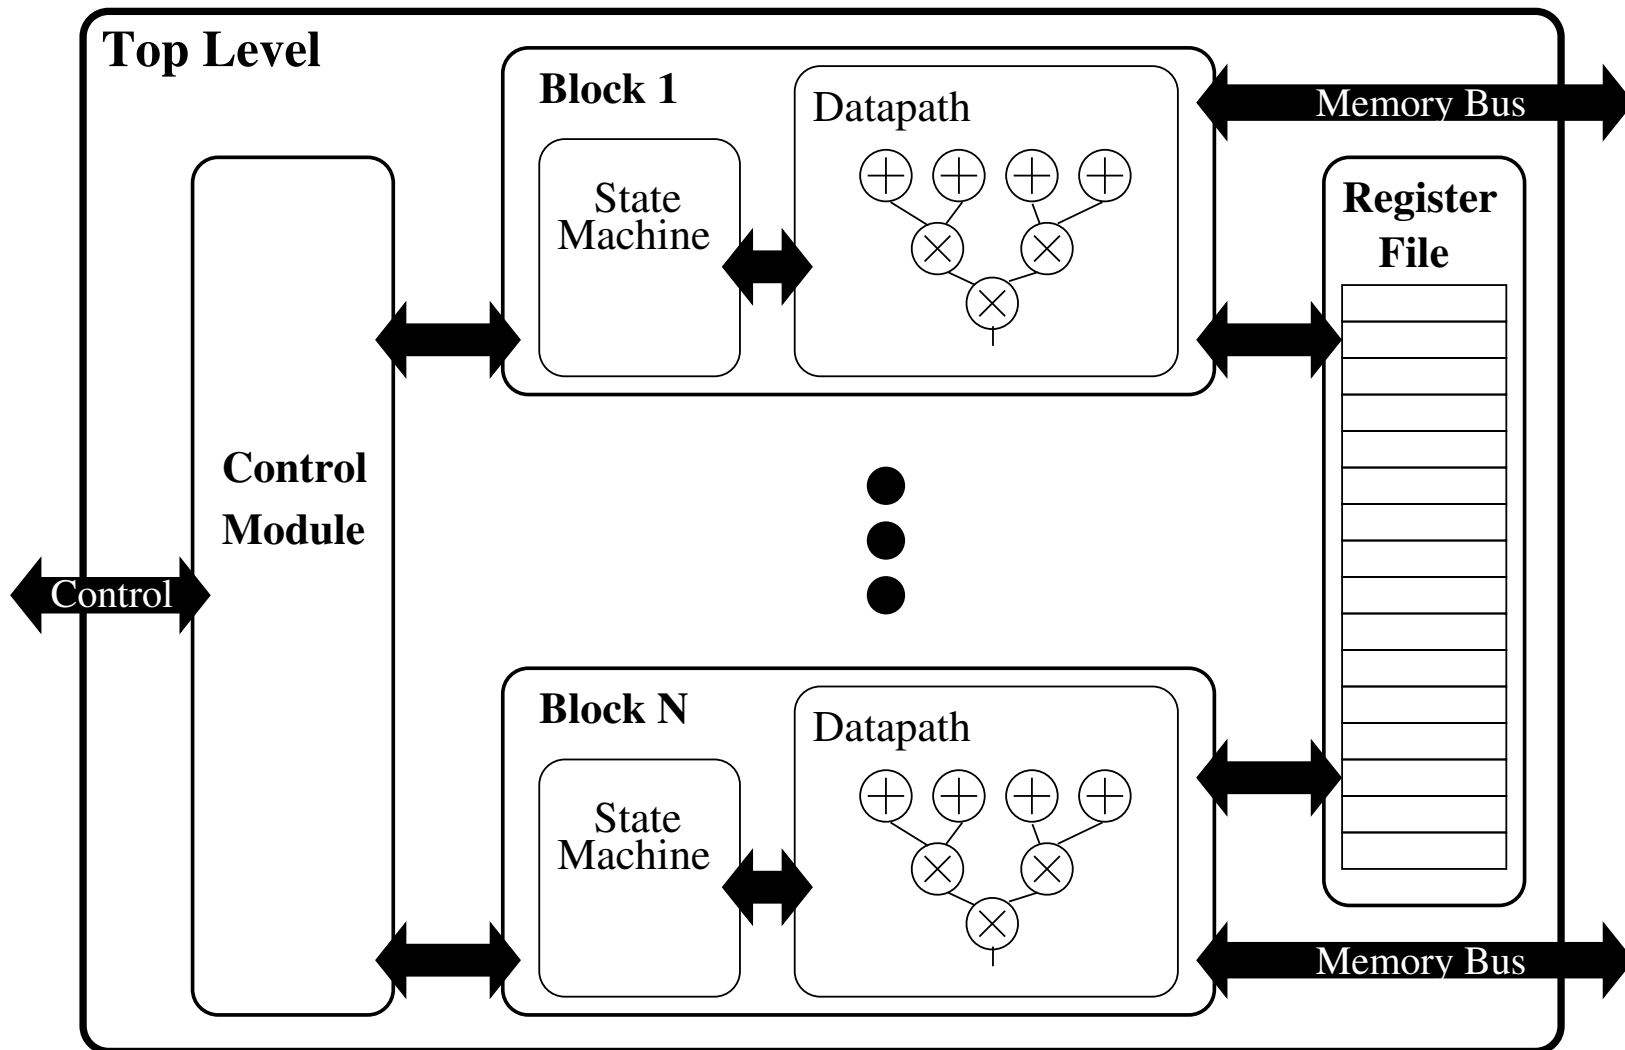 Top Level
Block 1
Datapath
Memory Bus
State
Machine
Register
File
Control
Module
Control
Block N
Datapath
State
Machine
Memory Bus